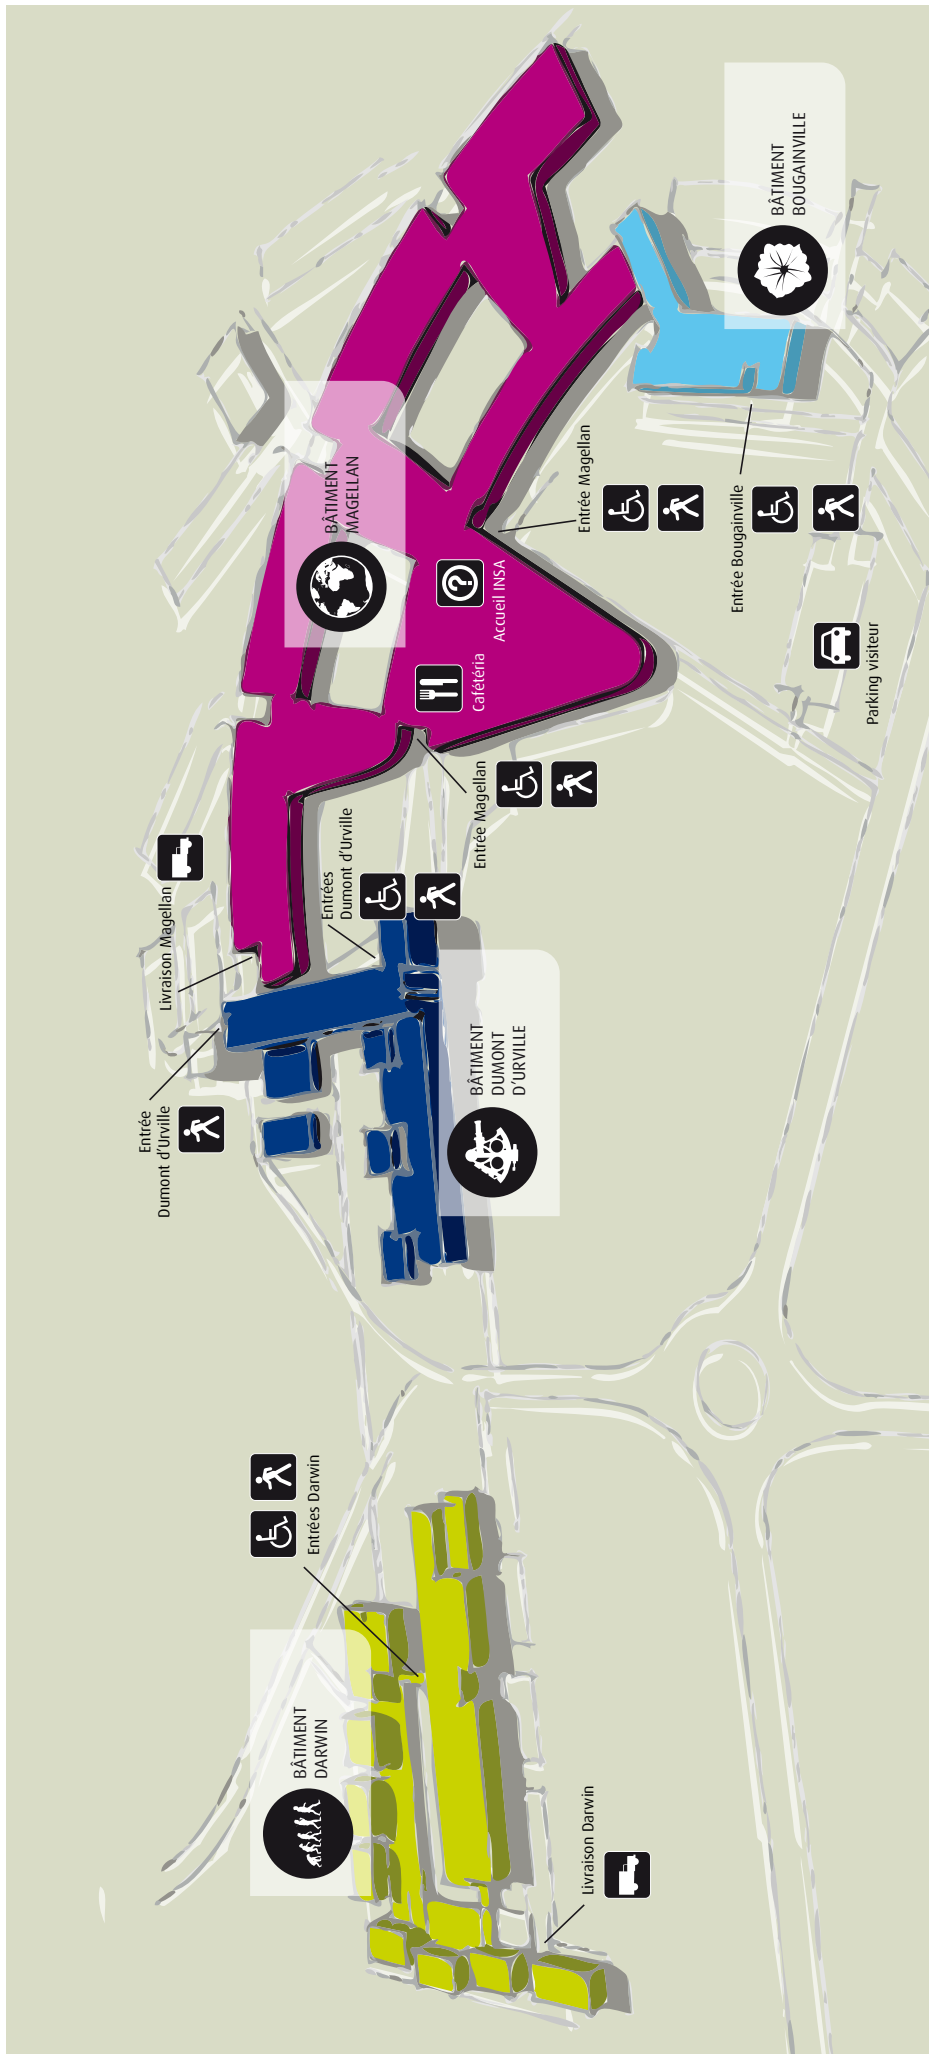 BÂTIMENT
DARWIN
Entrées Darwin
Livraison Darwin
Entrée
Dumont d'Urville
Livraison Magellan
Entrées
Dumont d'Urville
BÂTIMENT
DUMONT
D'URVILLE
Entrée Magellan
BÂTIMENT
MAGELLAN
Cafétéria
Accueil INSA
Entrée Magellan
Entrée Bougainville
Parking visiteur
BÂTIMENT
BOUGAINVILLE